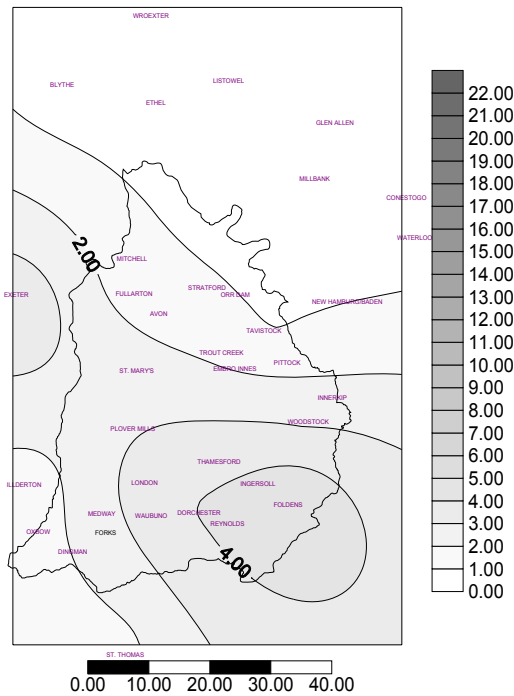 WROEXTER
LISTOWEL
BLYTHE
ETHEL
GLEN ALLEN
MILLBANK
CONESTOGO
WATERLOO
2.00
MITCHELL
STRATFORD
EXETER
FULLARTON
ORR DAM
NEW HAMBURG/BADEN
AVON
TAVISTOCK
TROUT CREEK
PITTOCK
ST. MARY'S
EMBRO INNES
INNERKIP
WOODSTOCK
PLOVER MILLS
THAMESFORD
ILLDERTON
LONDON
INGERSOLL
FOLDENS
MEDWAY
WAUBUNO
DORCHESTER
REYNOLDS
OXBOW
FORKS
DINGMAN
4.00
ST. THOMAS
0.00 10.00 20.00 30.00 40.00
22.00
21.00
20.00
19.00
18.00
17.00
16.00
15.00
14.00
13.00
12.00
11.00
10.00
9.00
8.00
7.00
6.00
5.00
4.00
3.00
2.00
1.00
0.00